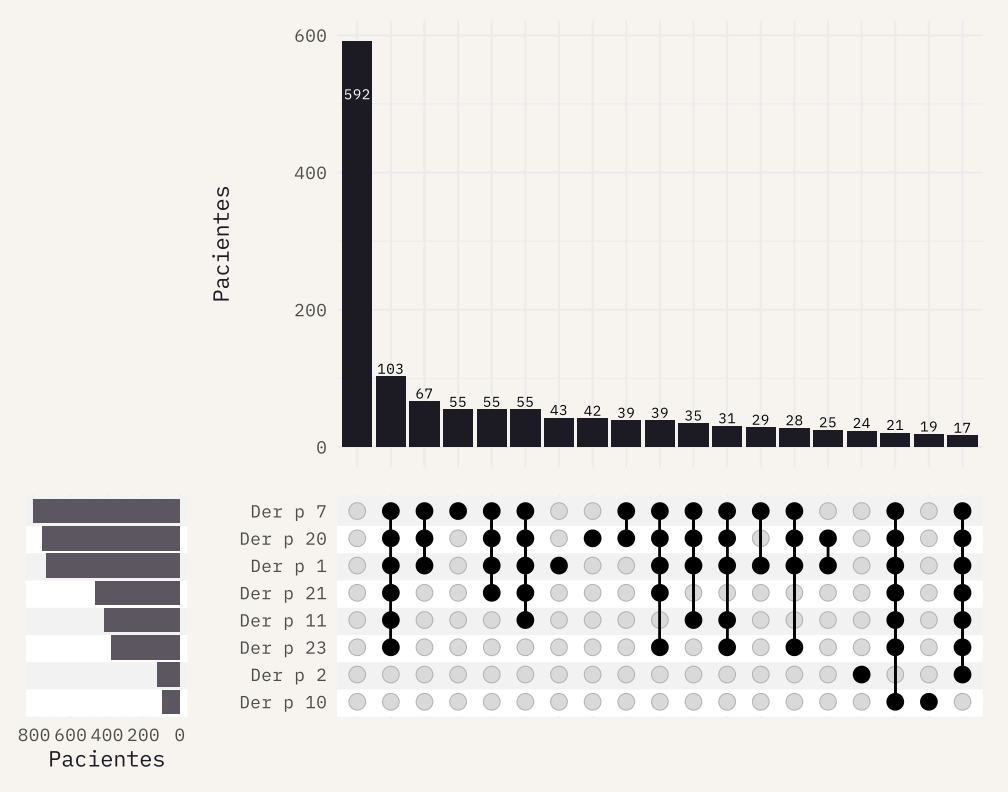 600
400
200
0
Pacientes
592
103
67
55
55
55
43
42
39
39
35
31
29
28
25
24
21
19
17
Der p 7
Der p 20
Der p 1
Der p 21
Der p 11
Der p 23
Der p 2
Der p 10
800 600 400 200 0
Pacientes